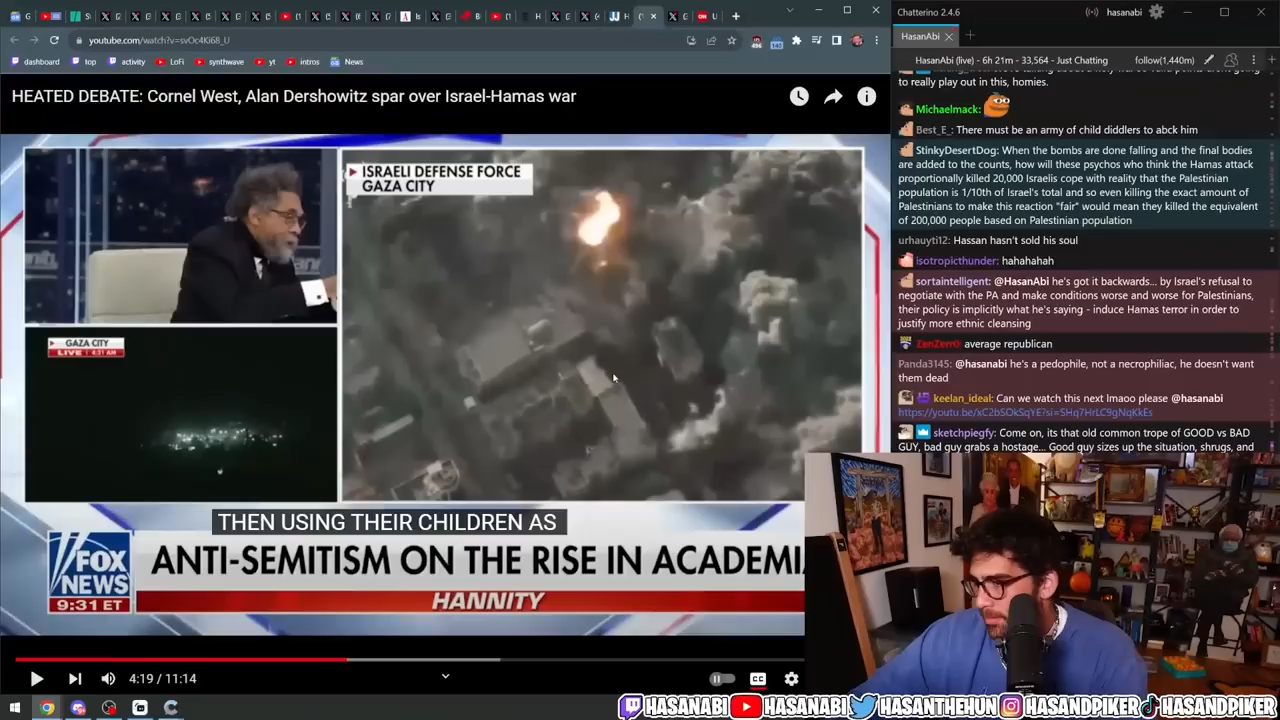 youtube.com/watch?v=svOc4Ki68_U
dashboard
top
activity
LoFi
synthwave
yt
intros
News
HEATED DEBATE: Cornel West, Alan Dershowitz spar over Israel-Hamas war
ISRAELI DEFENSE FORCE
GAZA CITY
GAZA CITY
LIVE 4:31 AM
THEN USING THEIR CHILDREN AS
FOX
NEWS
9:31 ET
ANTI-SEMITISM ON THE RISE IN ACADEMI
HANNITY
4:19 / 11:14
Chatterino 2.4.6
hasanabi
HasanAbi
HasanAbi (live) - 6h 21m - 33,564 - Just Chatting
follow(1,440m)
to really play out in this, homies.
Michaelmack:
Best_E_: There must be an army of child diddlers to abck him
StinkyDesertDog: When the bombs are done falling and the final bodies
are added to the counts, how will these psychos who think the Hamas attack
proportionally killed 20,000 Israelis cope with reality that the Palestinian
population is 1/10th of Israel's total and so even killing the exact amount of
Palestinians to make this reaction "fair" would mean they killed the equivalent
of 200,000 people based on Palestinian population
urhauyti12: Hassan hasn't sold his soul
isotropicthunder: hahahahah
sortaintelligent: @HasanAbi he's got it backwards... by Israel's refusal to
negotiate with the PA and make conditions worse and worse for Palestinians,
their policy is implicitly what he's saying - induce Hamas terror in order to
justify more ethnic cleansing
ZenZerr0: average republican
Panda3145: @hasanabi he's a pedophile, not a necrophiliac, he doesn't want
them dead
keelan_ideal: Can we watch this next lmaoo please @hasanabi
https://youtu.be/xC2bSOkSqYE?si=SHq7HrLC9gNqKkEs
sketchpiegfy: Come on, its that old common trope of GOOD vs BAD
GUY, bad guy grabs a hostage... Good guy sizes up the situation, shrugs, and
HASANABI
HASANABI
HASANTHEHUN
HASANDPIKER
HASANDPIKER